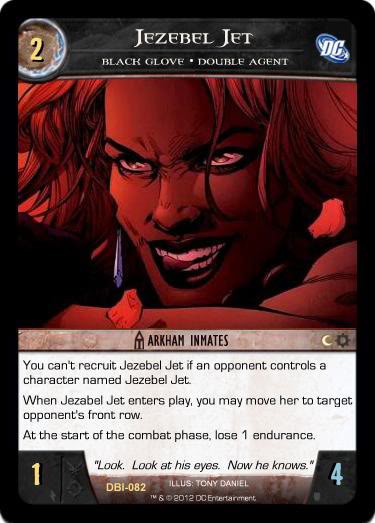 2
JEZEBEL JET
DC
BLACK GLOVE • DOUBLE AGENT
ARKHAM INMATES
You can't recruit Jezebel Jet if an opponent controls a
character named Jezebel Jet.
When Jezabel Jet enters play, you may move her to target
opponent's front row.
At the start of the combat phase, lose 1 endurance.
"Look. Look at his eyes. Now he knows."
1
DBI-082
ILLUS: TONY DANIEL
4
™ & © 2012 DC Entertainment